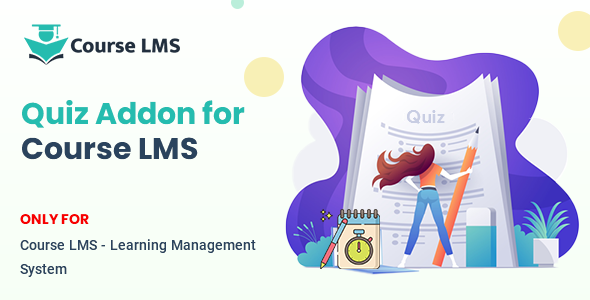 Course LMS
Quiz Addon for
Course LMS
ONLY FOR
Course LMS - Learning Management
System
Quiz